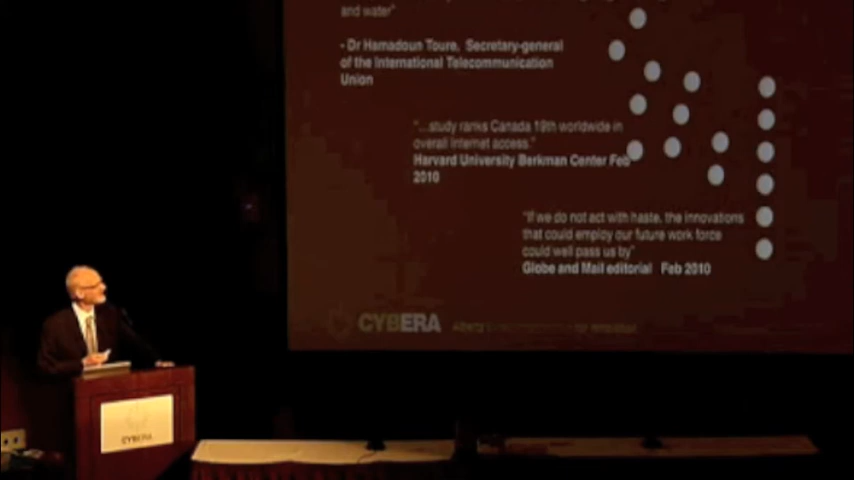 and water"
- Dr Hamadoun Toure, Secretary-general
of the International Telecommunication
Union
"...study ranks Canada 19th worldwide in
overall Internet access."
Harvard University Berkman Center Feb
2010
"If we do not act with haste, the innovations
that could employ our future work force
could well pass us by"
Globe and Mail editorial Feb 2010
CYBERA
CYBERA